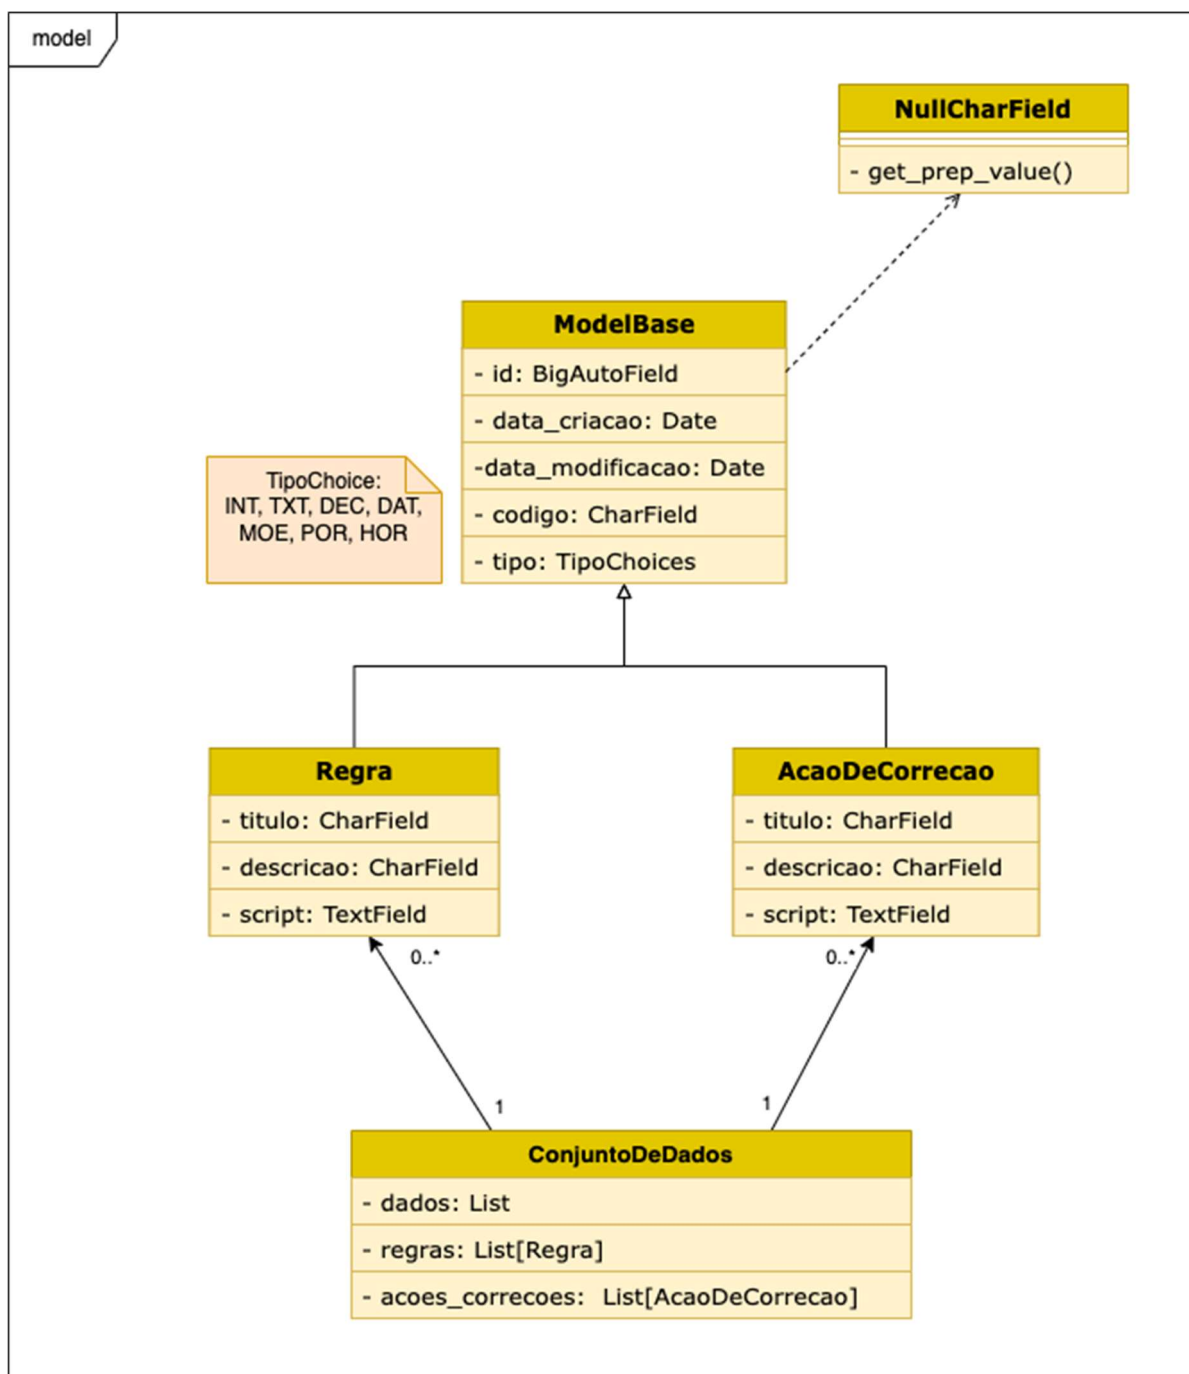 model
NullCharField
- get_prep_value()
ModelBase
- id: BigAutoField
- data_criacao: Date
-data_modificacao: Date
- codigo: CharField
- tipo: TipoChoices
TipoChoice:
INT, TXT, DEC, DAT,
MOE, POR, HOR
Regra
- titulo: CharField
- descricao: CharField
- script: TextField
AcaoDeCorrecao
- titulo: CharField
- descricao: CharField
- script: TextField
0..*
0..*
1
1
ConjuntoDeDados
- dados: List
- regras: List[Regra]
- acoes_correcoes: List[AcaoDeCorrecao]